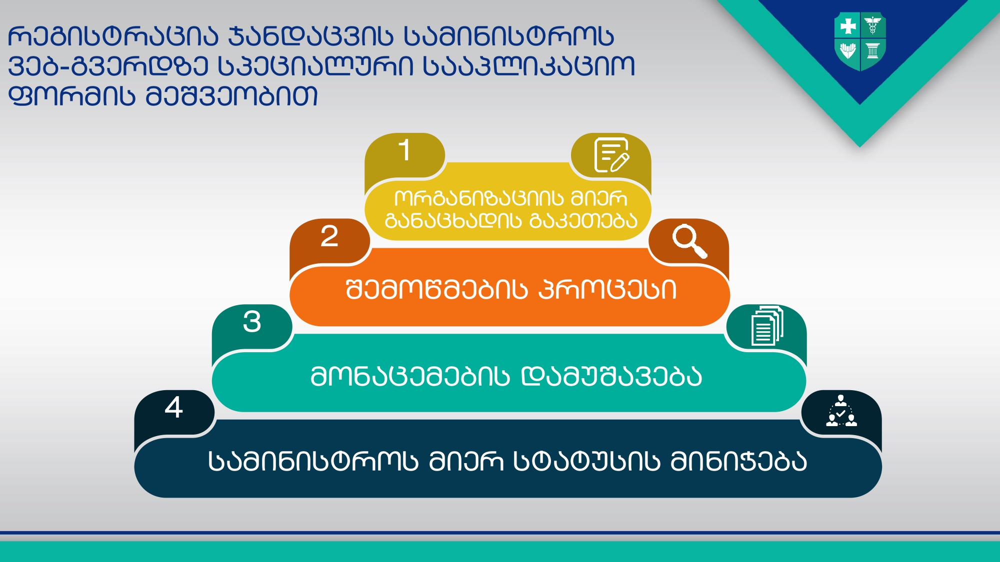 რეგისტრაცია ჯანდაცვის სამინისტროს
ვებ-გვერდზე სპეციალური სააპლიკაციო
ფორმის მეშვეობით
1
ორგანიზაციის მიერ
განაცხადის გაკეთება
2
შემოწმების პროცესი
3
მონაცემების დამუშავება
4
სამინისტროს მიერ სტატუსის მინიჭება